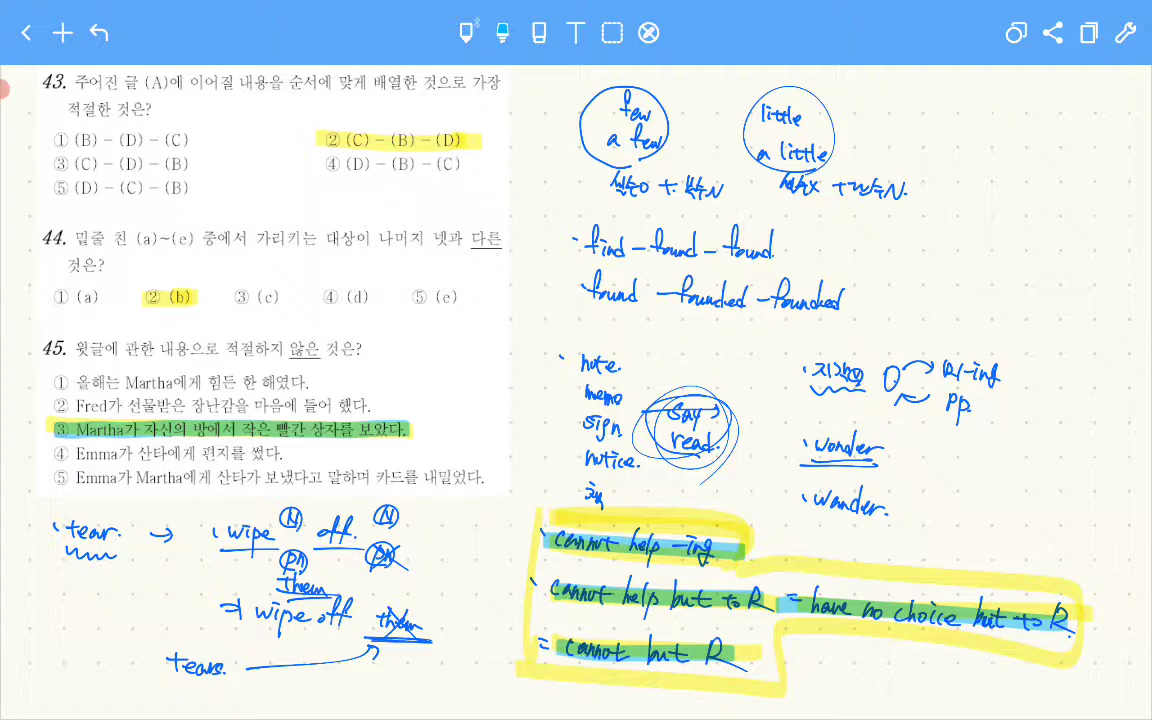 43. 주어진 글 (A)에 이어질 내용을 순서에 맞게 배열한 것으로 가장
적절한 것은?
① (B) - (D) - (C)
② (C) - (B) - (D)
③ (C) - (D) - (B)
④ (D) - (B) - (C)
⑤ (D) - (C) - (B)
44. 밑줄 친 (a)~(e) 중에서 가리키는 대상이 나머지 넷과 다른
것은?
① (a) ② (b) ③ (c) ④ (d) ⑤ (e)
45. 윗글에 관한 내용으로 적절하지 않은 것은?
① 올해는 Martha에게 힘든 한 해였다.
② Fred가 선물받은 장난감을 마음에 들어 했다.
③ Martha가 자신의 방에서 작은 빨간 상자를 보았다.
④ Emma가 산타에게 편지를 썼다.
⑤ Emma가 Martha에게 산타가 보냈다고 말하며 카드를 내밀었다.
tear. → wipe off.
N N
pn pn
them
⇒ wipe off them
tears.
few
a few
little
a little
find - found - found
found - founded - founded
note.
memo
sign.
notice.
say
read.
지각V O R/-ing
pp.
wonder
wander.
cannot help -ing
cannot help but to R = have no choice but to R
= cannot but R